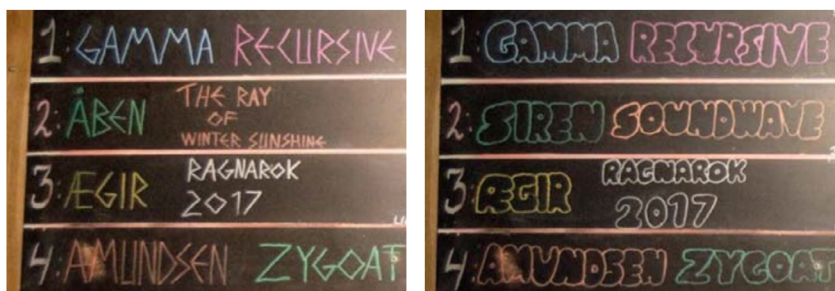 1: GAMMA RECURSIVE
2: ÅBEN THE RAY
OF
WINTER SUNSHINE
3: ÆGIR RAGNAROK
2017
4: AMUNDSEN ZYGOAT
1: GAMMA RECURSIVE
2: SIREN SOUNDWAVE
3: ÆGIR RAGNAROK
2017
4: AMUNDSEN ZYGOAT